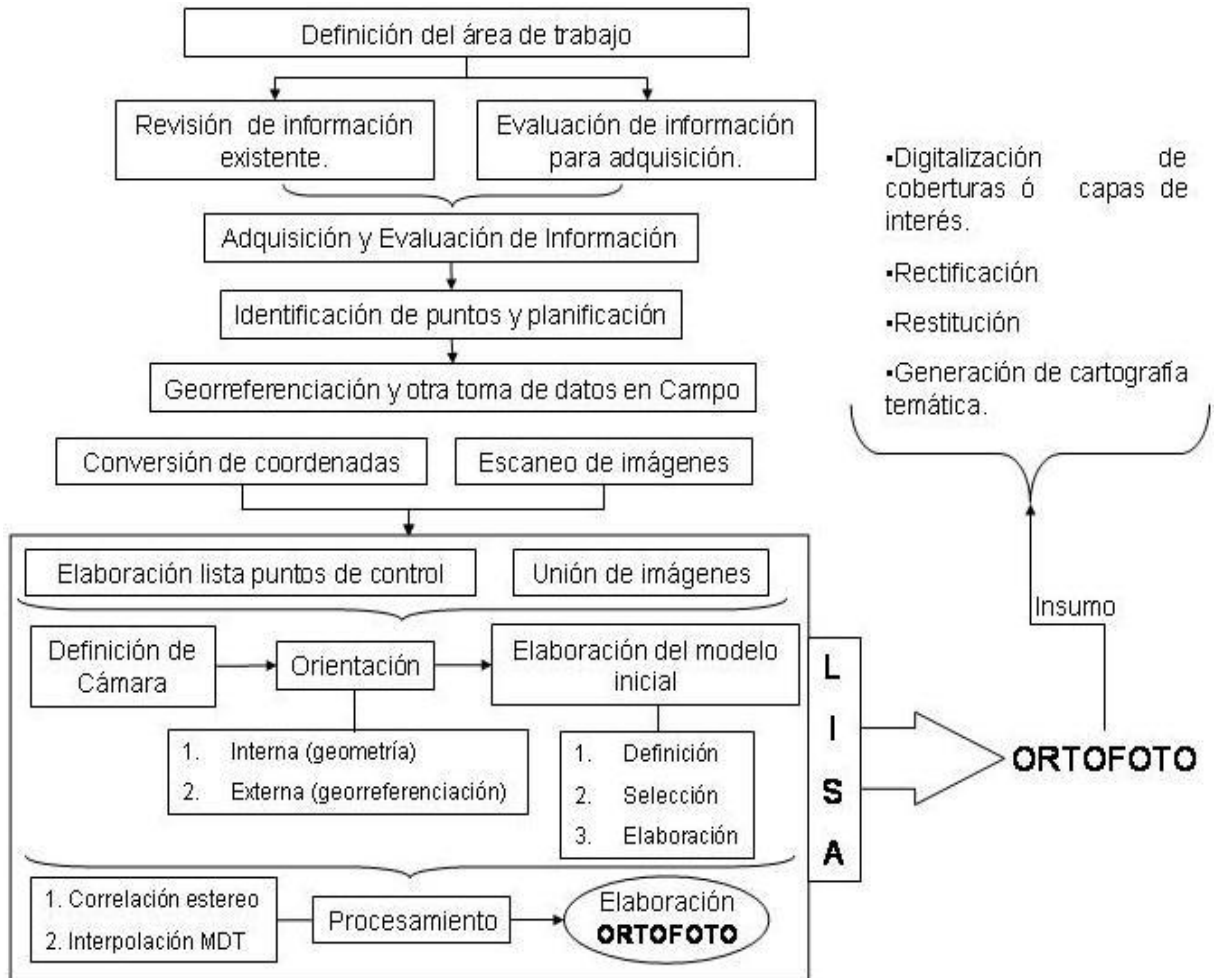 Definición del área de trabajo
Revisión de información
existente.
Evaluación de información
para adquisición.
Adquisición y Evaluación de Información
Identificación de puntos y planificación
Georreferenciación y otra toma de datos en Campo
Conversión de coordenadas
Escaneo de imágenes
Elaboración lista puntos de control
Unión de imágenes
Definición de
Cámara
Orientación
Elaboración del modelo
inicial
1. Interna (geometría)
2. Externa (georreferenciación)
1. Definición
2. Selección
3. Elaboración
1. Correlación estereo
2. Interpolación MDT
Procesamiento
Elaboración
ORTOFOTO
L
I
S
A
ORTOFOTO
Insumo
▪Digitalización de
coberturas ó capas de
interés.
▪Rectificación
▪Restitución
▪Generación de cartografía
temática.